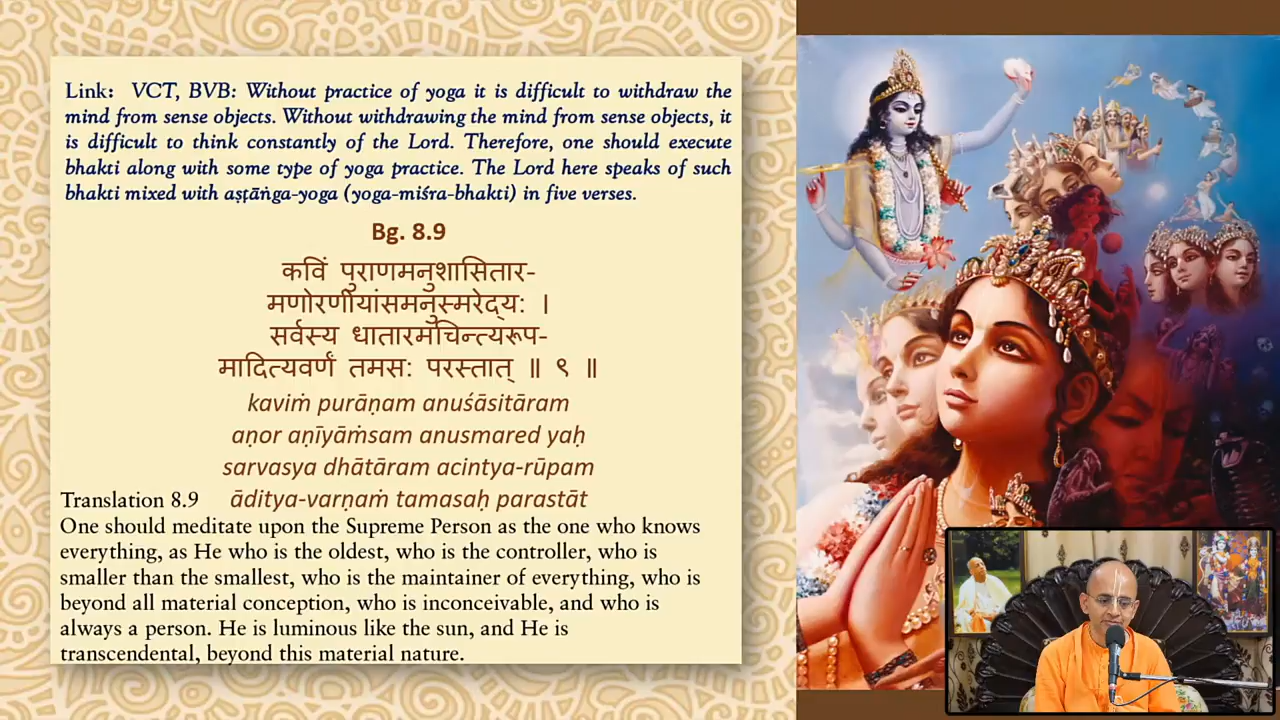 Link:  VCT, BVB: Without practice of yoga it is difficult to withdraw the
mind from sense objects. Without withdrawing the mind from sense objects, it
is difficult to think constantly of the Lord. Therefore, one should execute
bhakti along with some type of yoga practice. The Lord here speaks of such
bhakti mixed with aṣṭāṅga-yoga (yoga-miśra-bhakti) in five verses.
Bg. 8.9
कविं पुराणमनुशासितार-
मणोरणीयांसमनुस्मरेद्य: ।
सर्वस्य धातारमचिन्त्यरूप-
मादित्यवर्णं तमस: परस्तात् ॥ ९ ॥
kaviṁ purāṇam anuśāsitāram
aṇor aṇīyāṁsam anusmared yaḥ
sarvasya dhātāram acintya-rūpam
āditya-varṇaṁ tamasaḥ parastāt
Translation 8.9
One should meditate upon the Supreme Person as the one who knows
everything, as He who is the oldest, who is the controller, who is
smaller than the smallest, who is the maintainer of everything, who is
beyond all material conception, who is inconceivable, and who is
always a person. He is luminous like the sun, and He is
transcendental, beyond this material nature.